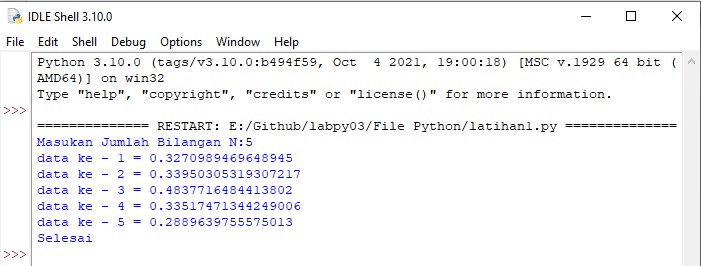 IDLE Shell 3.10.0
File Edit Shell Debug Options Window Help
Python 3.10.0 (tags/v3.10.0:b494f59, Oct  4 2021, 19:00:18) [MSC v.1929 64 bit (
AMD64)] on win32
Type "help", "copyright", "credits" or "license()" for more information.
>>>
============== RESTART: E:/Github/labpy03/File Python/latihan1.py ==============
Masukan Jumlah Bilangan N:5
data ke - 1 = 0.3270989469648945
data ke - 2 = 0.33950305319307217
data ke - 3 = 0.4837716484413802
data ke - 4 = 0.33517471344249006
data ke - 5 = 0.2889639755575013
Selesai
>>>